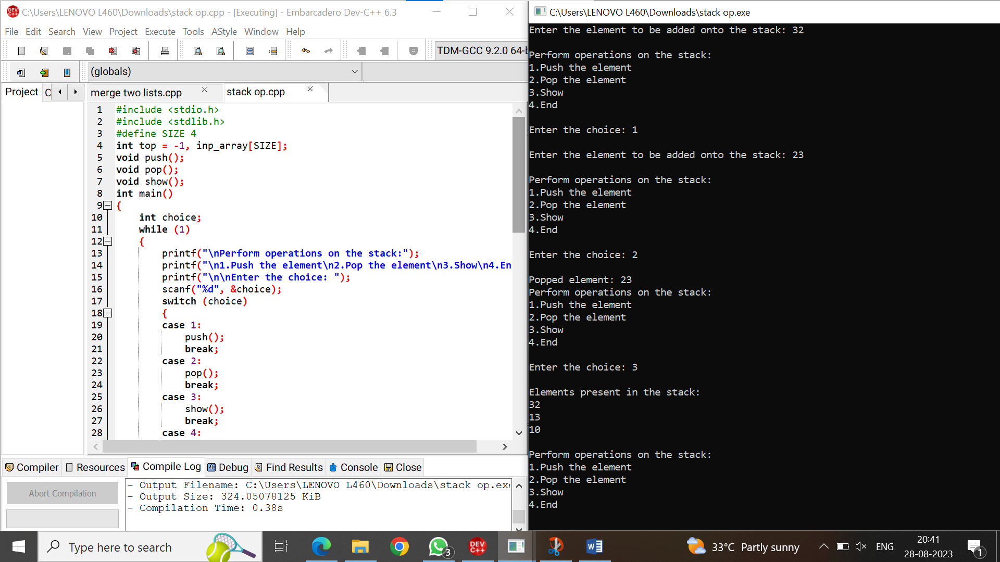 C:\Users\LENOVO L460\Downloads\stack op.cpp - [Executing] - Embarcadero Dev-C++ 6.3
File Edit Search View Project Execute Tools AStyle Window Help
TDM-GCC 9.2.0 64-b
(globals)
Project C
merge two lists.cpp stack op.cpp
1 #include <stdio.h>
2 #include <stdlib.h>
3 #define SIZE 4
4 int top = -1, inp_array[SIZE];
5 void push();
6 void pop();
7 void show();
8 int main()
9 {
10 int choice;
11 while (1)
12 {
13 printf("\nPerform operations on the stack:");
14 printf("\n1.Push the element\n2.Pop the element\n3.Show\n4.En
15 printf("\n\nEnter the choice: ");
16 scanf("%d", &choice);
17 switch (choice)
18 {
19 case 1:
20 push();
21 break;
22 case 2:
23 pop();
24 break;
25 case 3:
26 show();
27 break;
28 case 4:
Compiler Resources Compile Log Debug Find Results Console Close
Abort Compilation
- Output Filename: C:\Users\LENOVO L460\Downloads\stack op.exe
- Output Size: 324.05078125 KiB
- Compilation Time: 0.38s
C:\Users\LENOVO L460\Downloads\stack op.exe
Enter the element to be added onto the stack: 32
Perform operations on the stack:
1.Push the element
2.Pop the element
3.Show
4.End
Enter the choice: 1
Enter the element to be added onto the stack: 23
Perform operations on the stack:
1.Push the element
2.Pop the element
3.Show
4.End
Enter the choice: 2
Popped element: 23
Perform operations on the stack:
1.Push the element
2.Pop the element
3.Show
4.End
Enter the choice: 3
Elements present in the stack:
32
13
10
Perform operations on the stack:
1.Push the element
2.Pop the element
3.Show
4.End
Type here to search
3
DEV C++
33°C Partly sunny
ENG
20:41
28-08-2023
1